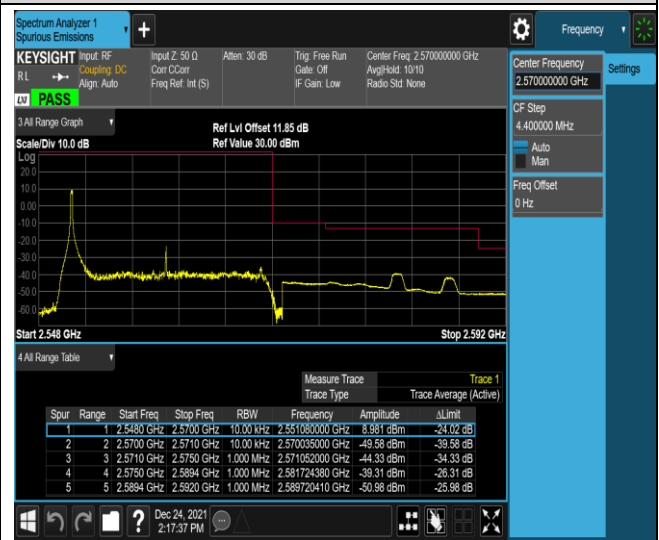 Spectrum Analyzer 1
Spurious Emissions
Frequency
KEYSIGHT Input: RF Input Z: 50 Ω Atten: 30 dB Trig: Free Run Center Freq: 2.570000000 GHz
RL Coupling: DC Corr CCorr Gate: Off Avg|Hold: 10/10
Align: Auto Freq Ref: Int (S) IF Gain: Low Radio Std: None
LXI PASS
Center Frequency
2.570000000 GHz
Settings
CF Step
4.400000 MHz
Auto
Man
Freq Offset
0 Hz
3 All Range Graph
Ref Lvl Offset 11.85 dB
Scale/Div 10.0 dB Ref Value 30.00 dBm
Log
20.0
10.0
0.00
-10.0
-20.0
-30.0
-40.0
-50.0
-60.0
Start 2.548 GHz Stop 2.592 GHz
4 All Range Table
Measure Trace Trace 1
Trace Type Trace Average (Active)
Spur Range Start Freq Stop Freq RBW Frequency Amplitude ΔLimit
1 1 2.5480 GHz 2.5700 GHz 10.00 kHz 2.551080000 GHz 8.981 dBm -24.02 dB
2 2 2.5700 GHz 2.5710 GHz 10.00 kHz 2.570035000 GHz -49.58 dBm -39.58 dB
3 3 2.5710 GHz 2.5750 GHz 1.000 MHz 2.571052000 GHz -44.33 dBm -34.33 dB
4 4 2.5750 GHz 2.5894 GHz 1.000 MHz 2.581724380 GHz -39.31 dBm -26.31 dB
5 5 2.5894 GHz 2.5920 GHz 1.000 MHz 2.589720410 GHz -50.98 dBm -25.98 dB
Dec 24, 2021
2:17:37 PM